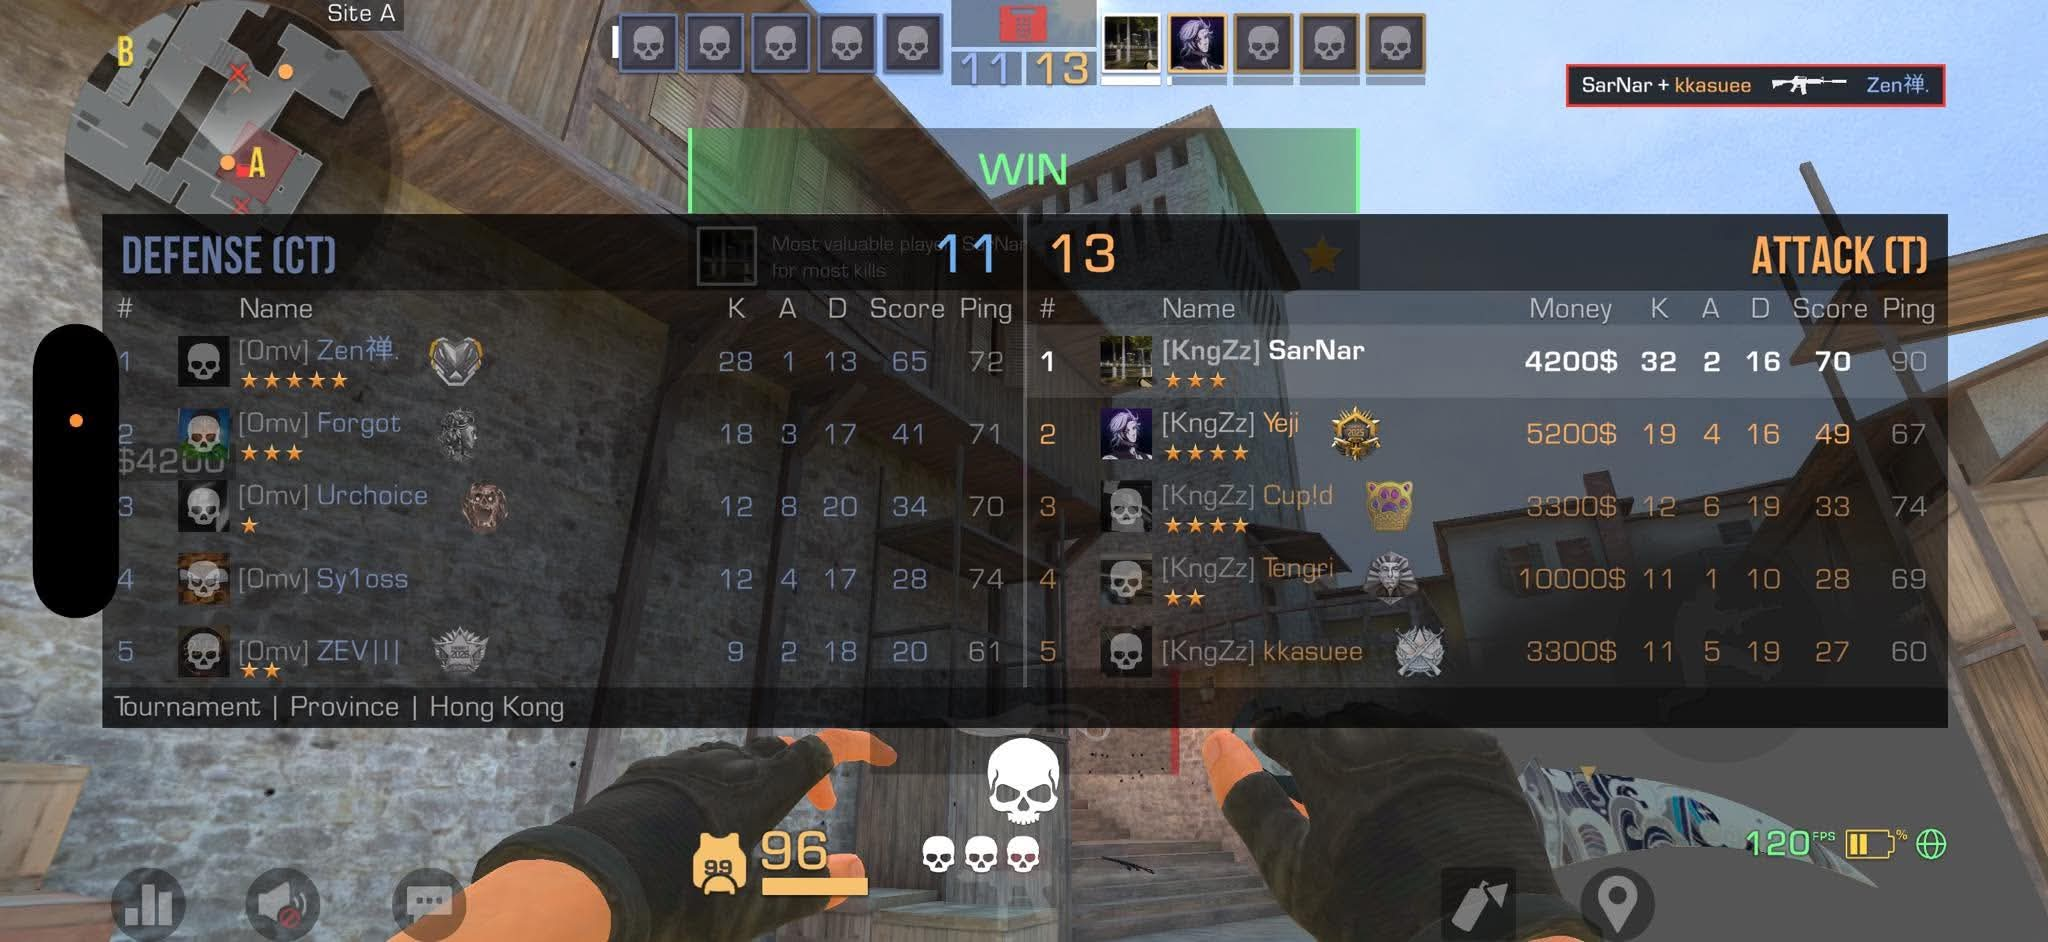 Site A
B
A
11 13
SarNar + kkasuee Zen禅.
WIN
DEFENSE (CT)
Most valuable player SarNar
for most kills
11 13
ATTACK (T)
# Name K A D Score Ping
1 [Omv] Zen禅. 28 1 13 65 72
2 [Omv] Forgot 18 3 17 41 71
$4200
3 [Omv] Urchoice 12 8 20 34 70
4 [Omv] Sy1oss 12 4 17 28 74
5 [Omv] ZEV|I| 9 2 18 20 61
# Name Money K A D Score Ping
1 [KngZz] SarNar 4200$ 32 2 16 70 90
2 [KngZz] Yeji 5200$ 19 4 16 49 67
3 [KngZz] Cup!d 3300$ 12 6 19 33 74
4 [KngZz] Tengri 10000$ 11 1 10 28 69
5 [KngZz] kkasuee 3300$ 11 5 19 27 60
Tournament | Province | Hong Kong
99 96
120 FPS %